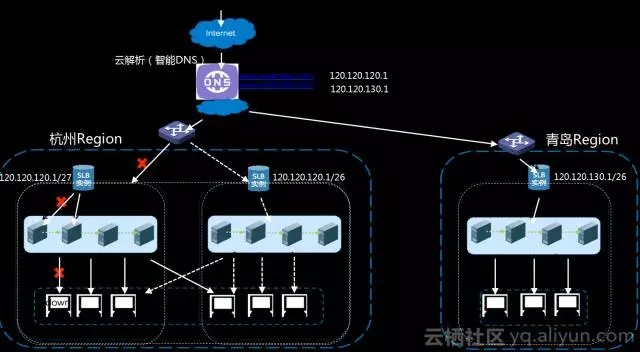 Internet
云解析（智能DNS）
DNS
120.120.120.1
120.120.130.1
杭州Region
青岛Region
120.120.120.1/27
SLB
实例
SLB
实例
120.120.120.1/26
SLB
实例
120.120.130.1/26
云栖社区 yq.aliyun.com